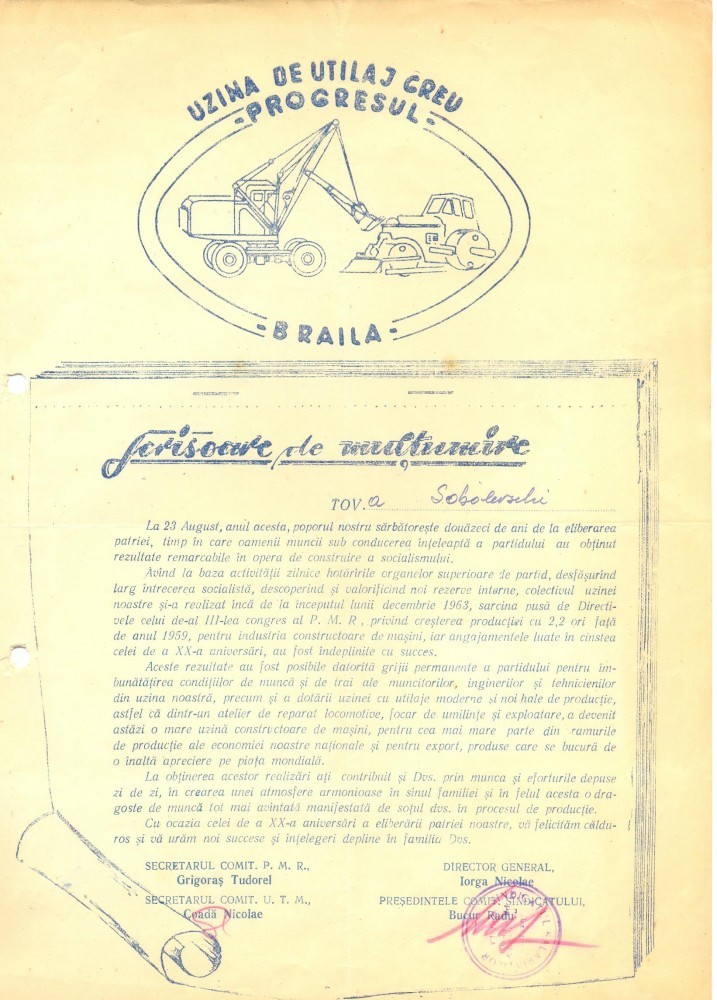 UZINA DE UTILAJ GREU
-PROGRESUL-
-BRAILA-
Scrisoare de mulțumire
TOV. a Sobolevschi
La 23 August, anul acesta, poporul nostru sărbătorește douăzeci de ani de la eliberarea
patriei, timp în care oamenii muncii sub conducerea înțeleaptă a partidului au obținut
rezultate remarcabile în opera de construire a socialismului.
Avînd la baza activității zilnice hotărîrile organelor superioare de partid, desfășurînd
larg întrecerea socialistă, descoperind și valorificînd noi rezerve interne, colectivul uzinei
noastre și-a realizat încă de la începutul lunii decembrie 1963, sarcina pusă de Directi-
vele celui de-al III-lea congres al P. M. R., privind creșterea producției cu 2,2 ori față
de anul 1959, pentru industria constructoare de mașini, iar angajamentele luate în cinstea
celei de a XX-a aniversări, au fost îndeplinite cu succes.
Aceste rezultate au fost posibile datorită grijii permanente a partidului pentru îm-
bunătățirea condițiilor de muncă și de trai ale muncitorilor, inginerilor și tehnicienilor
din uzina noastră, precum și a dotării uzinei cu utilaje moderne și noi hale de producție,
astfel că dintr-un atelier de reparat locomotive, focar de umilințe și exploatare, a devenit
astăzi o mare uzină constructoare de mașini, pentru cea mai mare parte din ramurile
de producție ale economiei noastre naționale și pentru export, produse care se bucură de
o înaltă apreciere pe piața mondială.
La obținerea acestor realizări ați contribuit și Dvs. prin munca și eforturile depuse
zi de zi, în crearea unei atmosfere armonioase în sînul familiei și în felul acesta o dra-
goste de muncă tot mai avîntată manifestată de soțul dvs. în procesul de producție.
Cu ocazia celei de a XX-a aniversări a eliberării patriei noastre, vă felicităm căldu-
ros și vă urăm noi succese și înțelegeri depline în familia Dvs.
SECRETARUL COMIT. P. M. R.,
Grigoraș Tudorel
DIRECTOR GENERAL,
Iorga Nicolae
SECRETARUL COMIT. U. T. M.,
Coadă Nicolae
PREȘEDINTELE COMIT. SINDICATULUI,
Bucur Radu